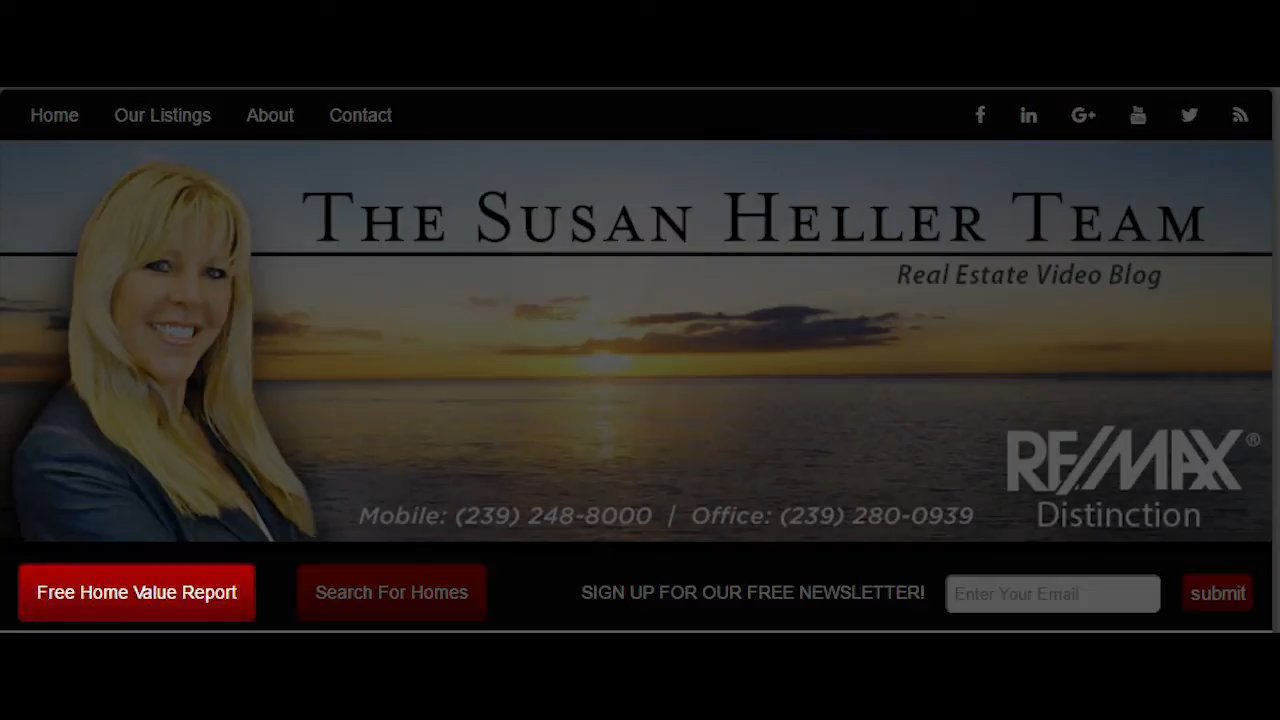 Home Our Listings About Contact
THE SUSAN HELLER TEAM
Real Estate Video Blog
RE/MAX®
Distinction
Mobile: (239) 248-8000 | Office: (239) 280-0939
Free Home Value Report Search For Homes SIGN UP FOR OUR FREE NEWSLETTER! Enter Your Email submit